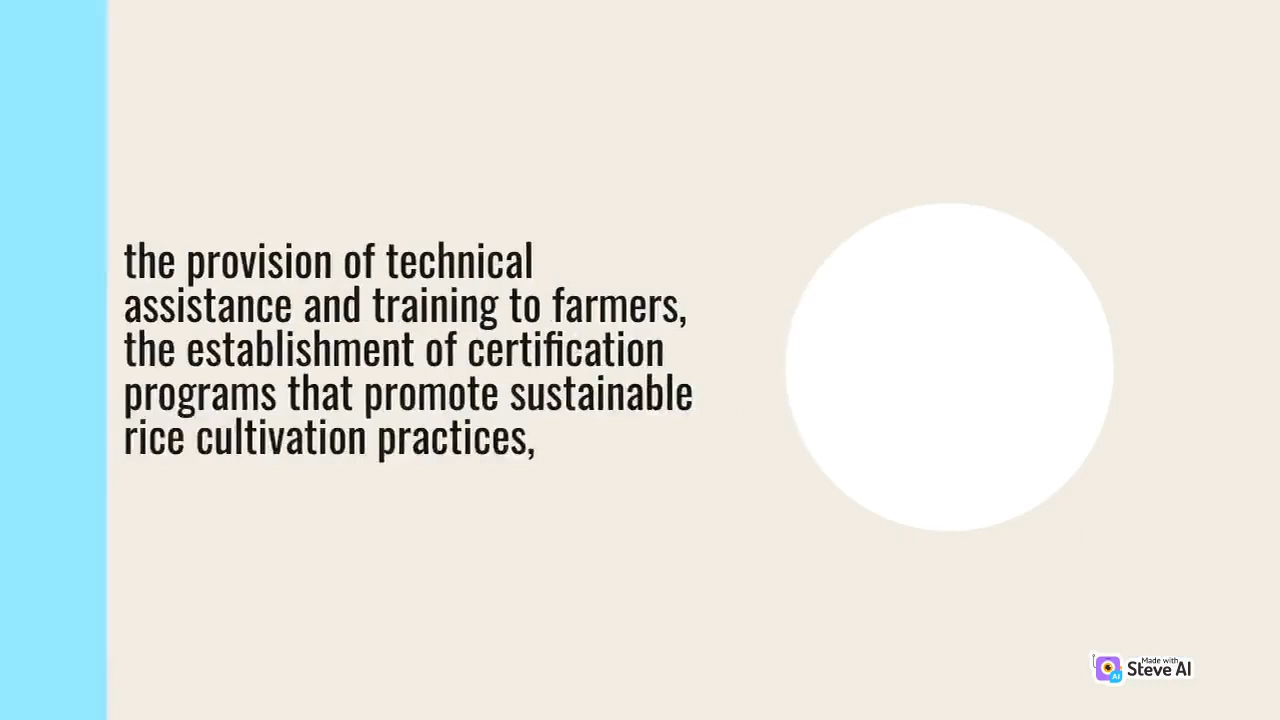 the provision of technical
assistance and training to farmers,
the establishment of certification
programs that promote sustainable
rice cultivation practices,
Made with
Steve AI
AI